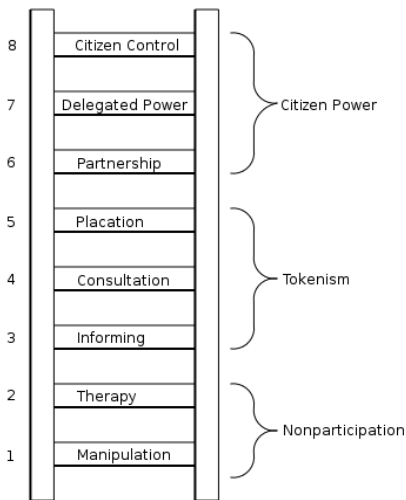 8 Citizen Control
7 Delegated Power Citizen Power
6 Partnership
5 Placation
4 Consultation Tokenism
3 Informing
2 Therapy
Nonparticipation
1 Manipulation